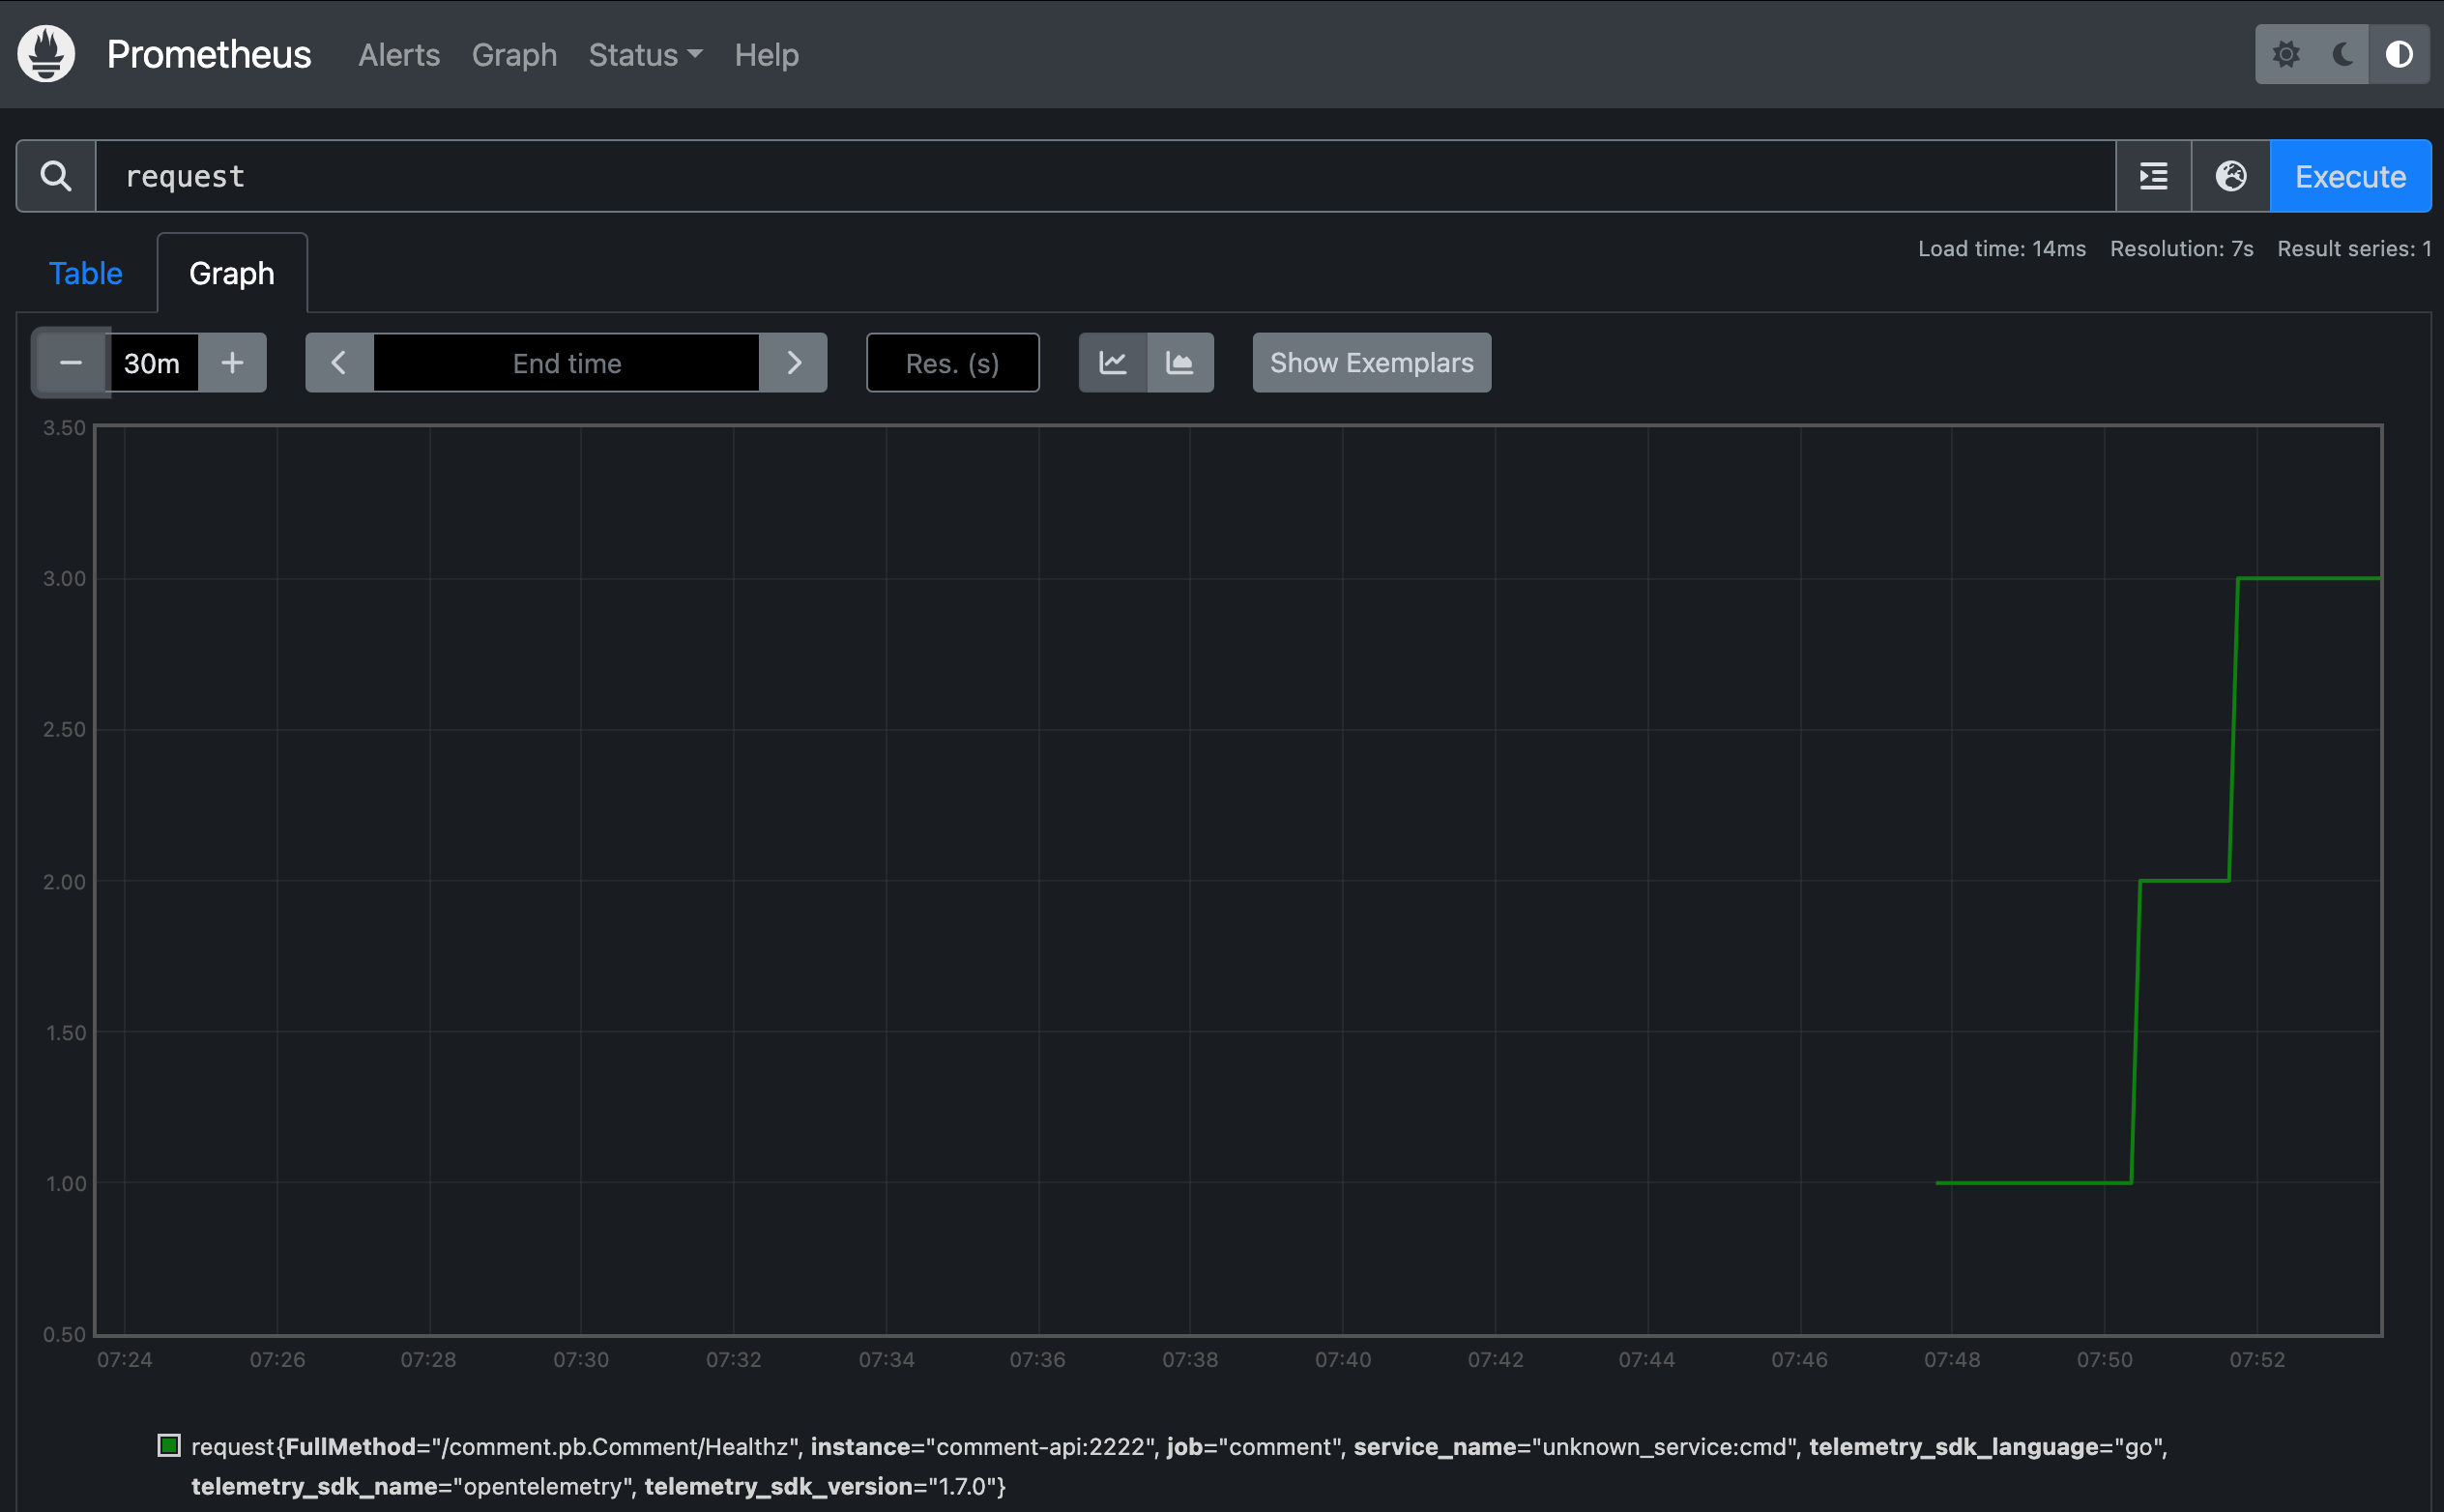 Prometheus Alerts Graph Status Help
request Execute
Load time: 14ms Resolution: 7s Result series: 1
Table Graph
30m End time Res. (s) Show Exemplars
3.50
3.00
2.50
2.00
1.50
1.00
0.50
07:24 07:26 07:28 07:30 07:32 07:34 07:36 07:38 07:40 07:42 07:44 07:46 07:48 07:50 07:52
request{FullMethod="/comment.pb.Comment/Healthz", instance="comment-api:2222", job="comment", service_name="unknown_service:cmd", telemetry_sdk_language="go",
telemetry_sdk_name="opentelemetry", telemetry_sdk_version="1.7.0"}